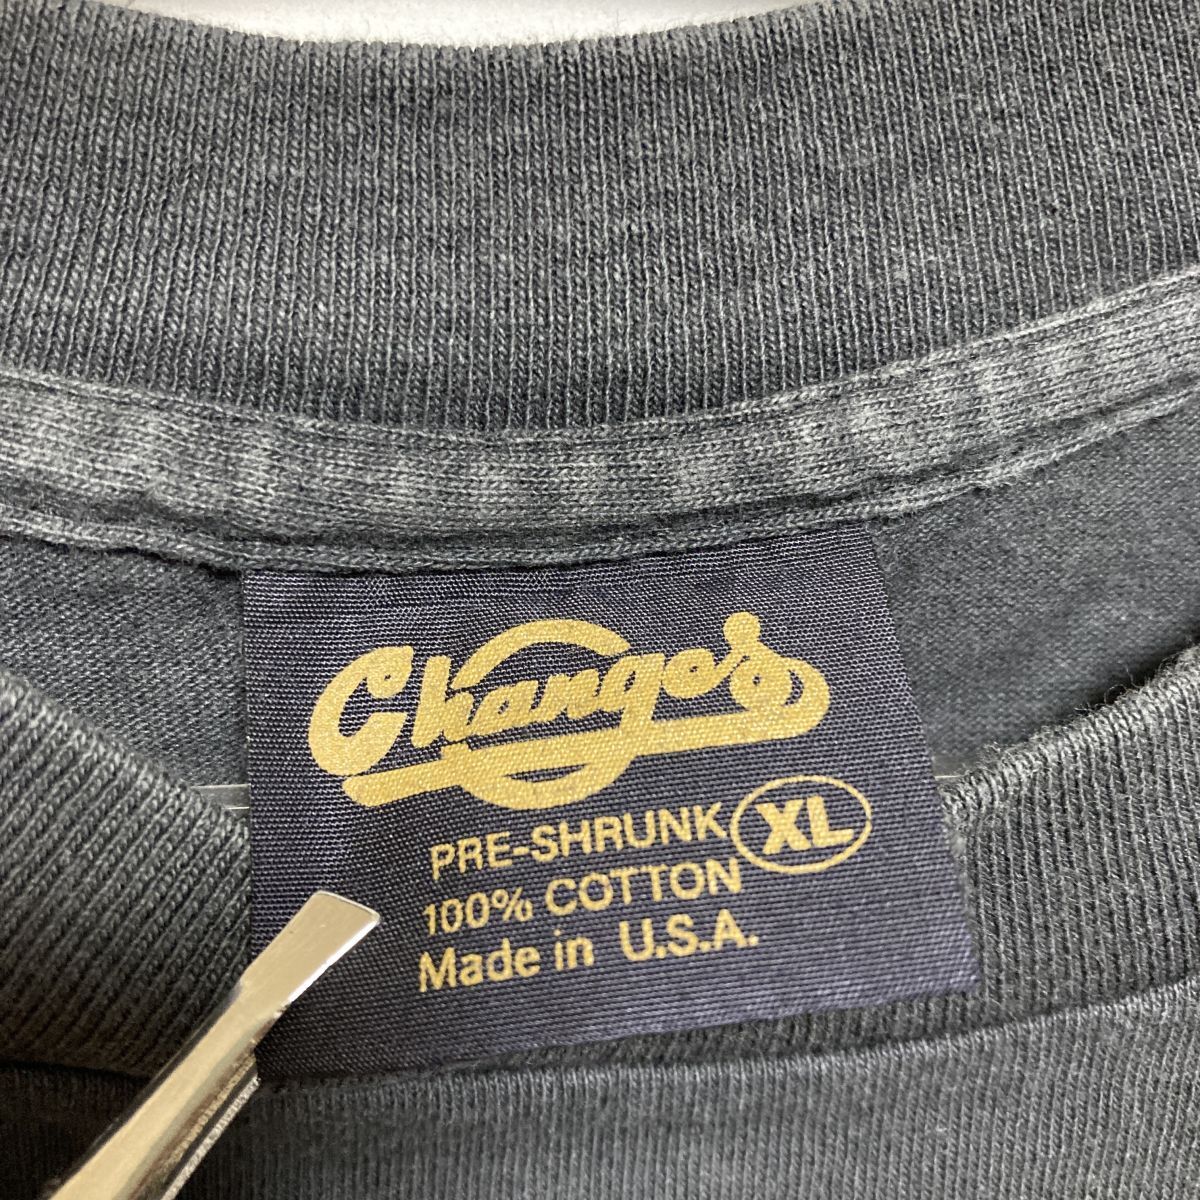 Changes
PRE-SHRUNK XL
100% COTTON
Made in U.S.A.